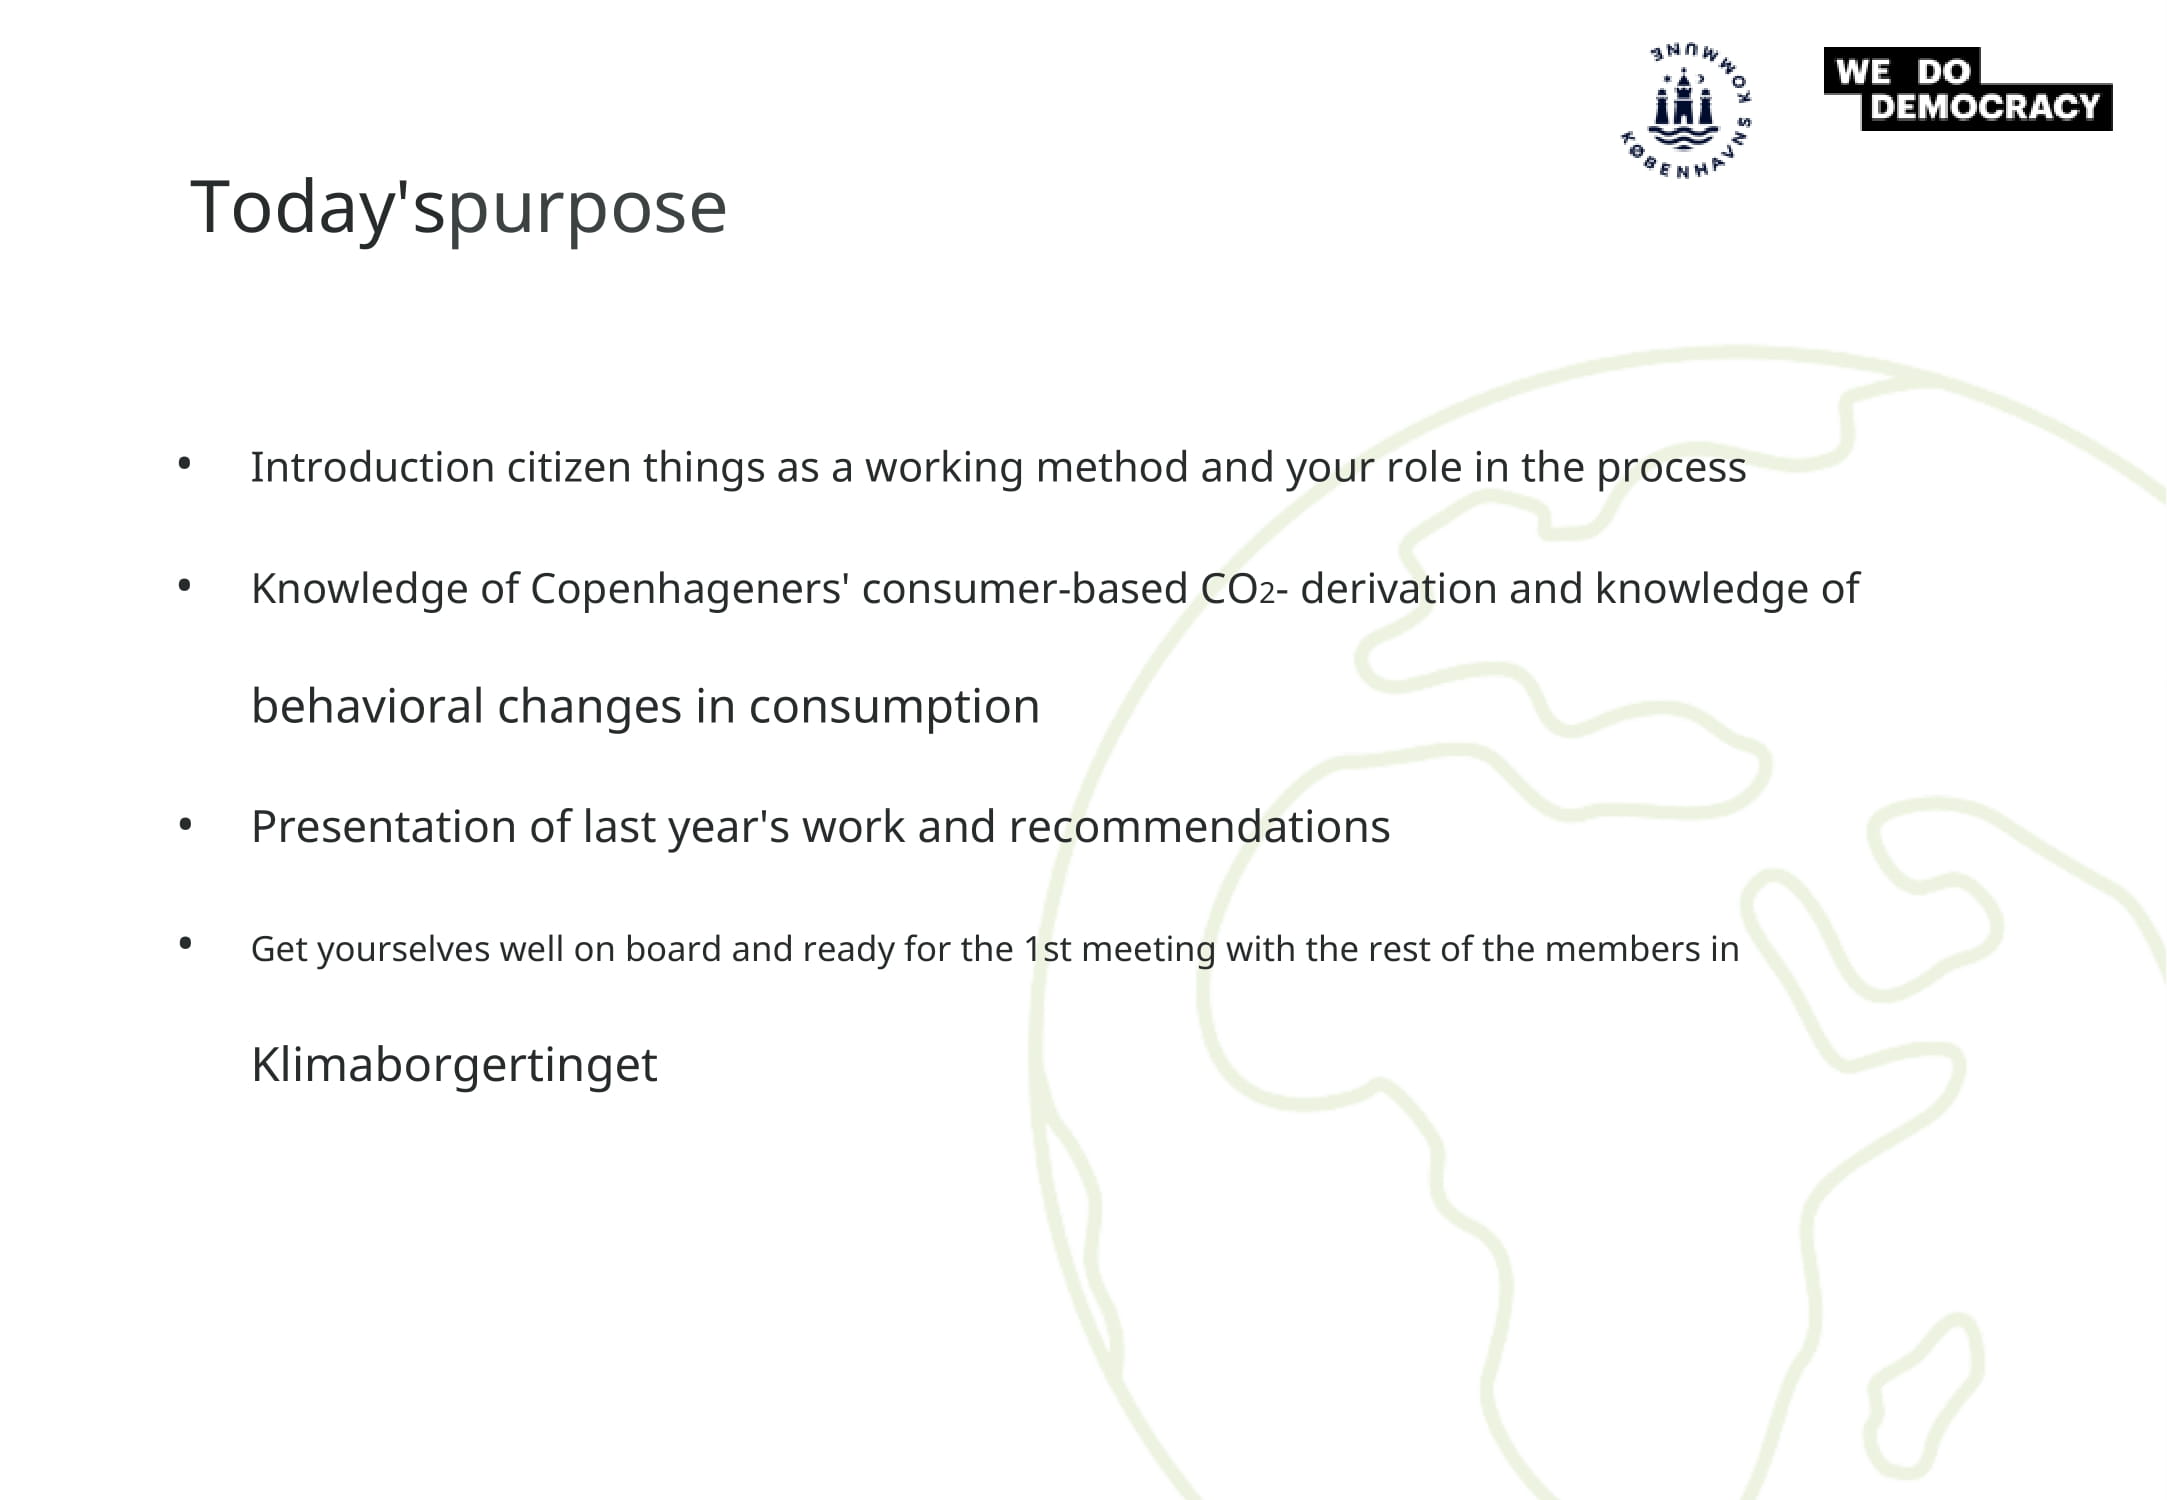 KØBENHAVNS KOMMUNE
WE DO
DEMOCRACY
Today'spurpose
• Introduction citizen things as a working method and your role in the process
• Knowledge of Copenhageners' consumer-based CO2- derivation and knowledge of
behavioral changes in consumption
• Presentation of last year's work and recommendations
• Get yourselves well on board and ready for the 1st meeting with the rest of the members in
Klimaborgertinget